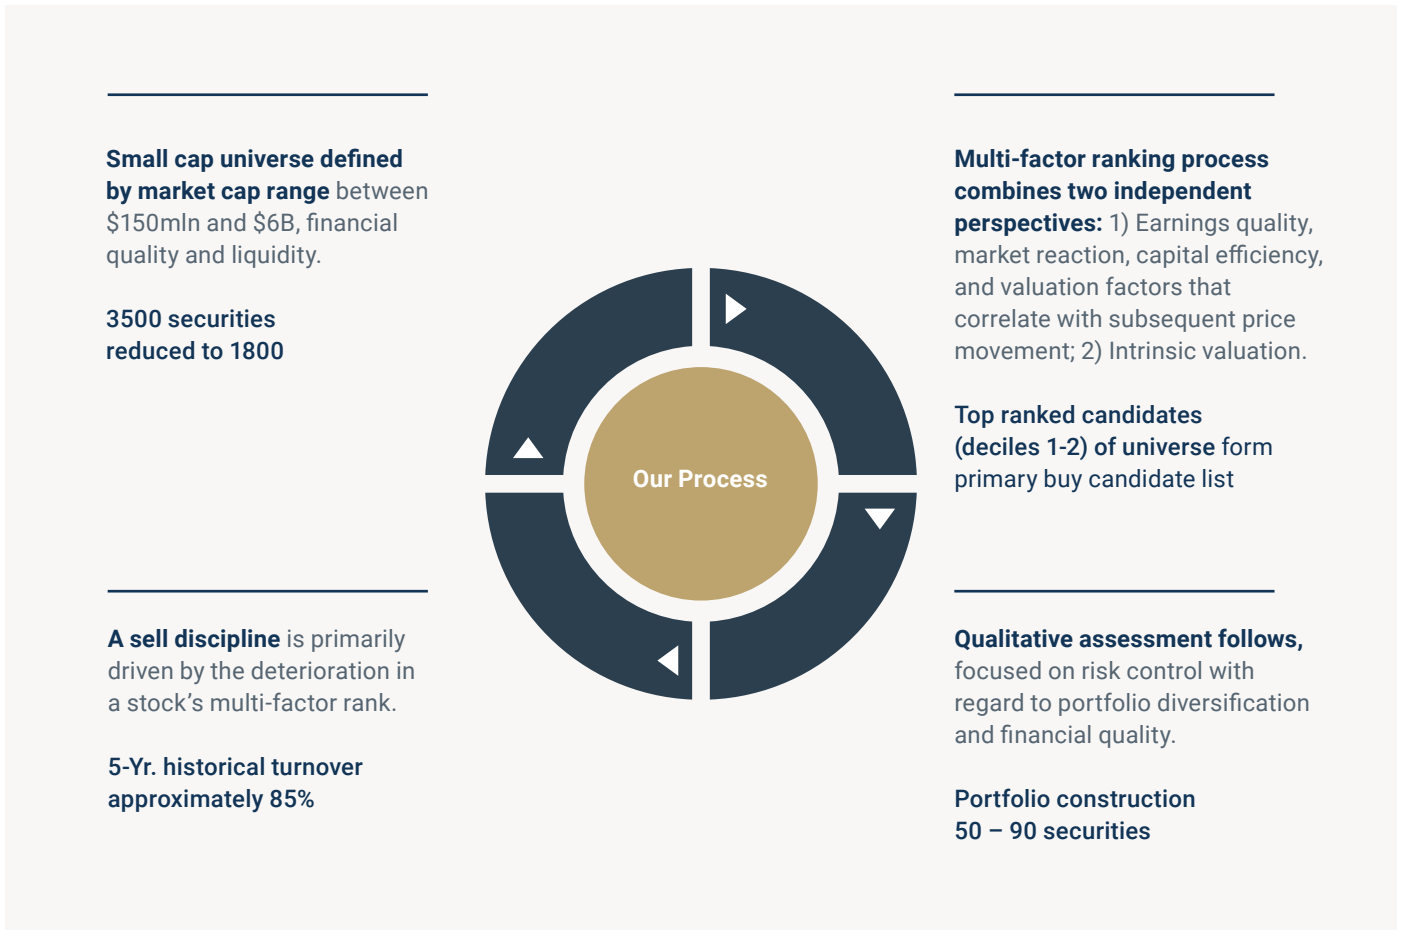 Small cap universe defined
by market cap range between
$150mln and $6B, financial
quality and liquidity.
3500 securities
reduced to 1800
Multi-factor ranking process
combines two independent
perspectives: 1) Earnings quality,
market reaction, capital efficiency,
and valuation factors that
correlate with subsequent price
movement; 2) Intrinsic valuation.
Top ranked candidates
(deciles 1-2) of universe form
primary buy candidate list
Our Process
A sell discipline is primarily
driven by the deterioration in
a stock’s multi-factor rank.
5-Yr. historical turnover
approximately 85%
Qualitative assessment follows,
focused on risk control with
regard to portfolio diversification
and financial quality.
Portfolio construction
50 – 90 securities